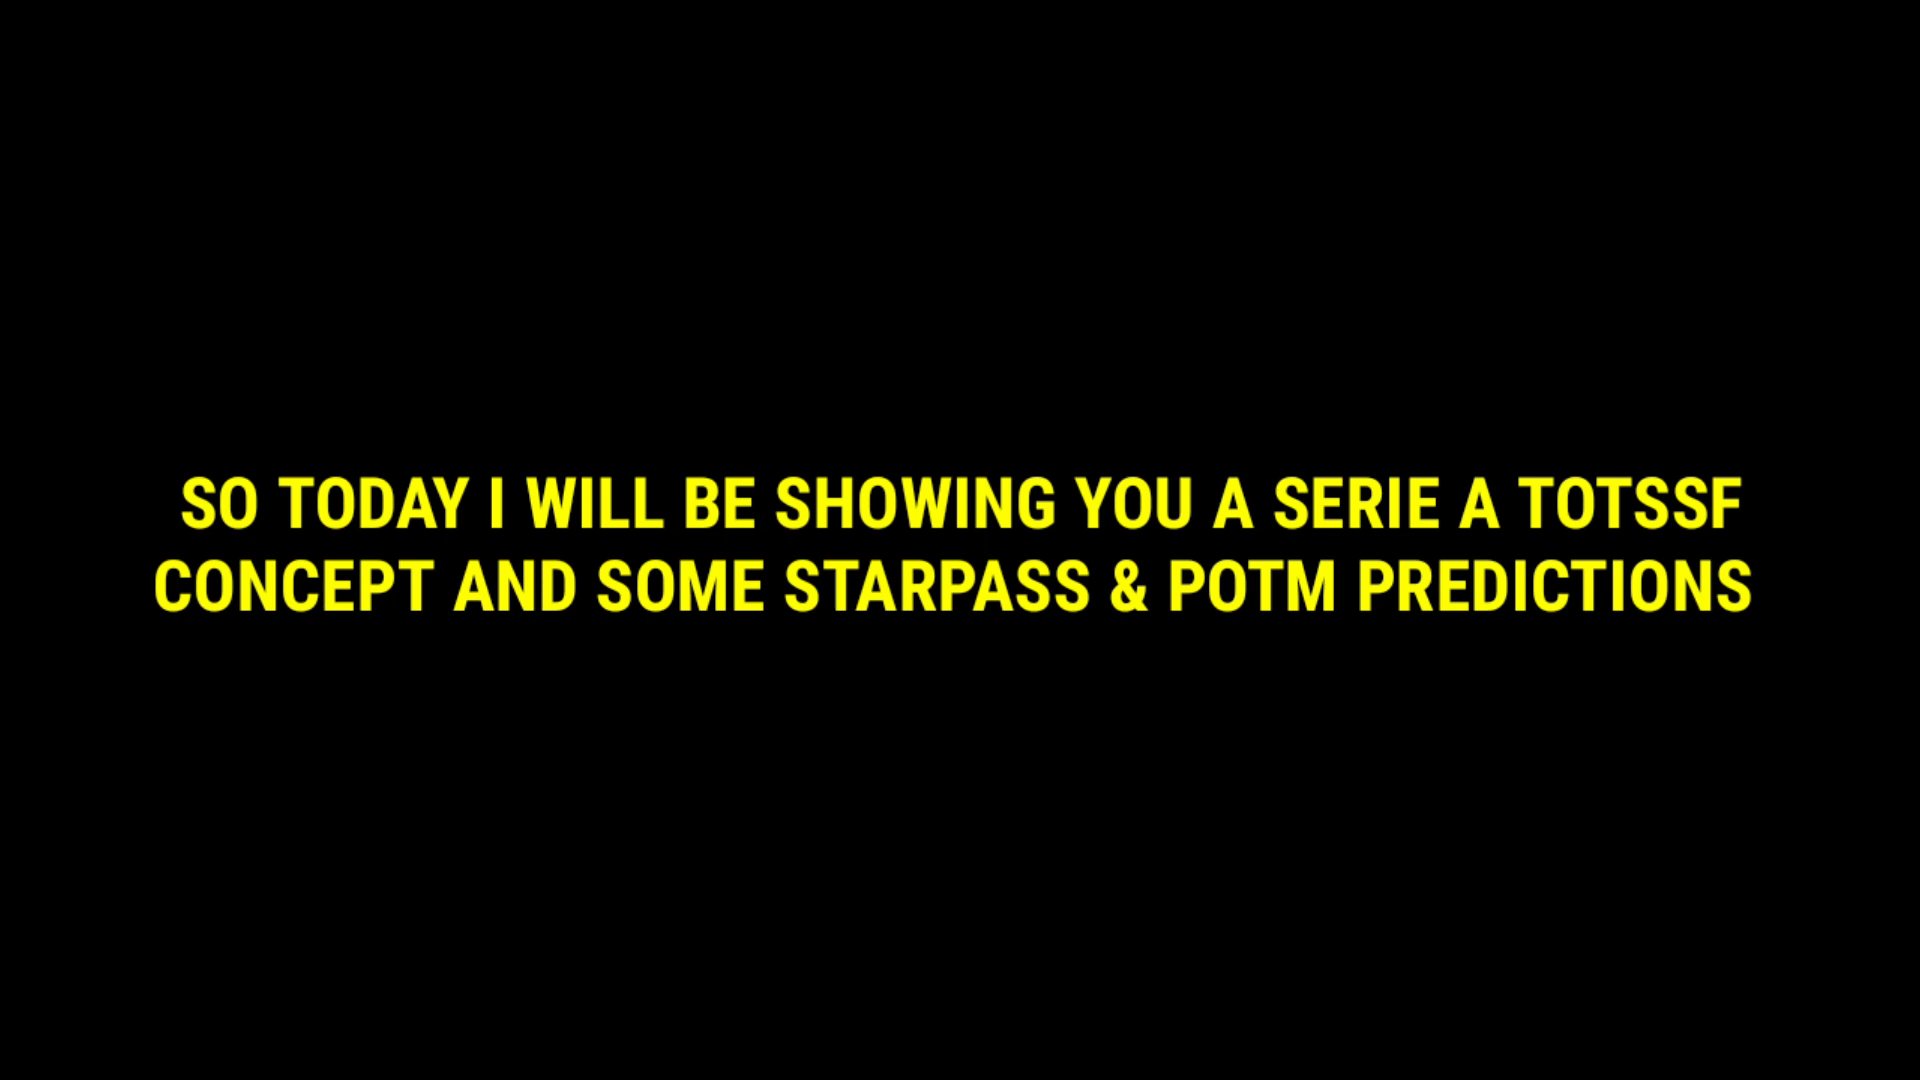 SO TODAY I WILL BE SHOWING YOU A SERIE A TOTSSF
CONCEPT AND SOME STARPASS & POTM PREDICTIONS